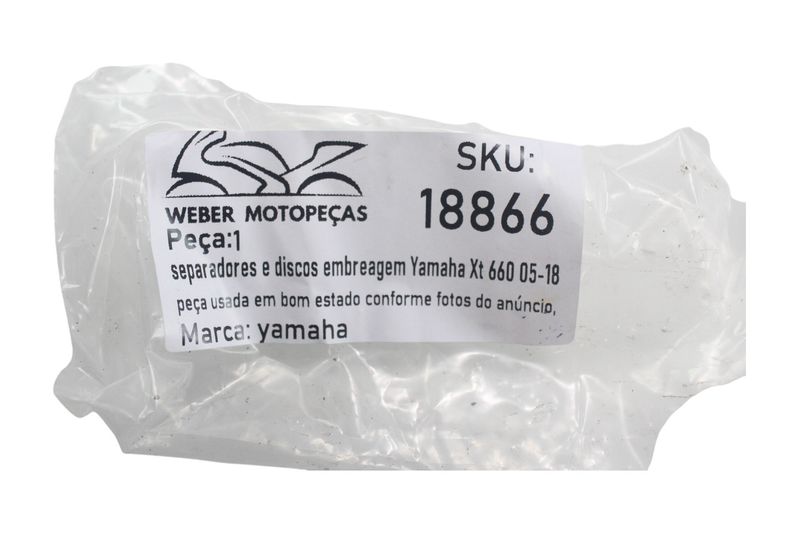 SKU:
18866
WEBER MOTOPEÇAS
Peça:1
separadores e discos embreagem Yamaha Xt 660 05-18
peça usada em bom estado conforme fotos do anúncio,
Marca: yamaha